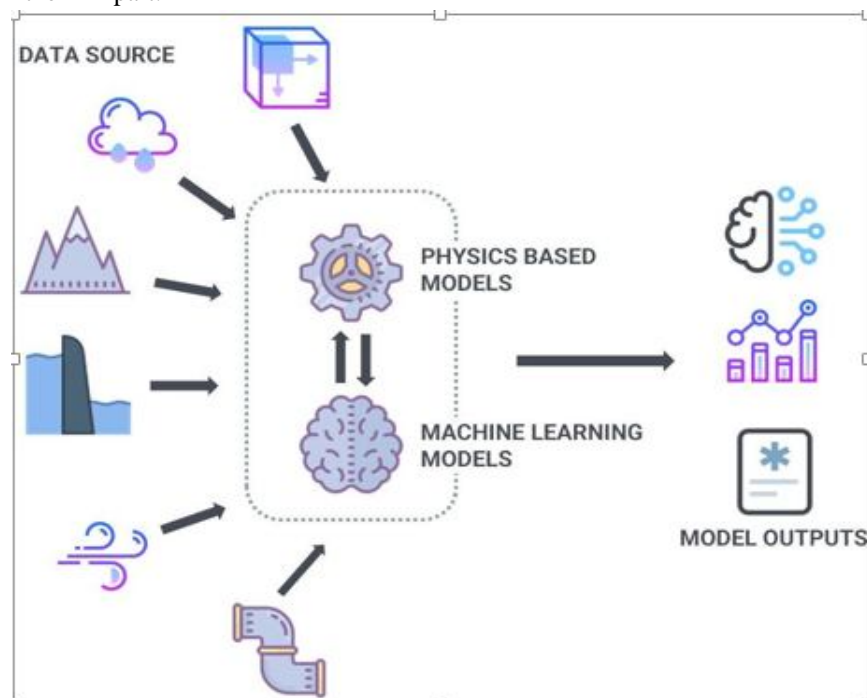 DATA SOURCE
PHYSICS BASED
MODELS
MACHINE LEARNING
MODELS
MODEL OUTPUTS